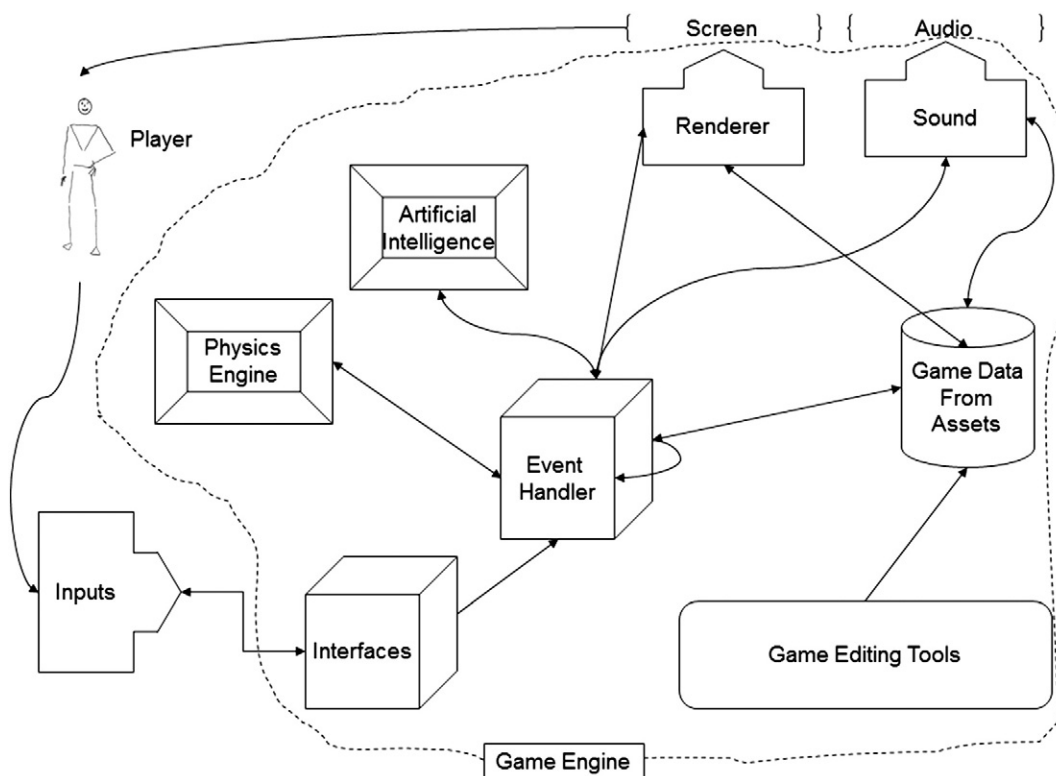 Screen
Audio
Player
Renderer
Sound
Artificial
Intelligence
Physics
Engine
Game Data
From
Assets
Event
Handler
Inputs
Interfaces
Game Editing Tools
Game Engine